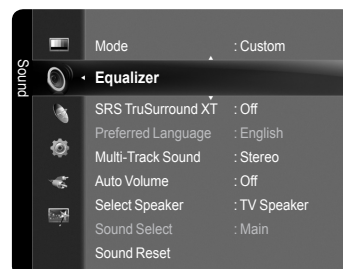 Sound
Mode : Custom
Equalizer
SRS TruSurround XT : Off
Preferred Language : English
Multi-Track Sound : Stereo
Auto Volume : Off
Select Speaker : TV Speaker
Sound Select : Main
Sound Reset